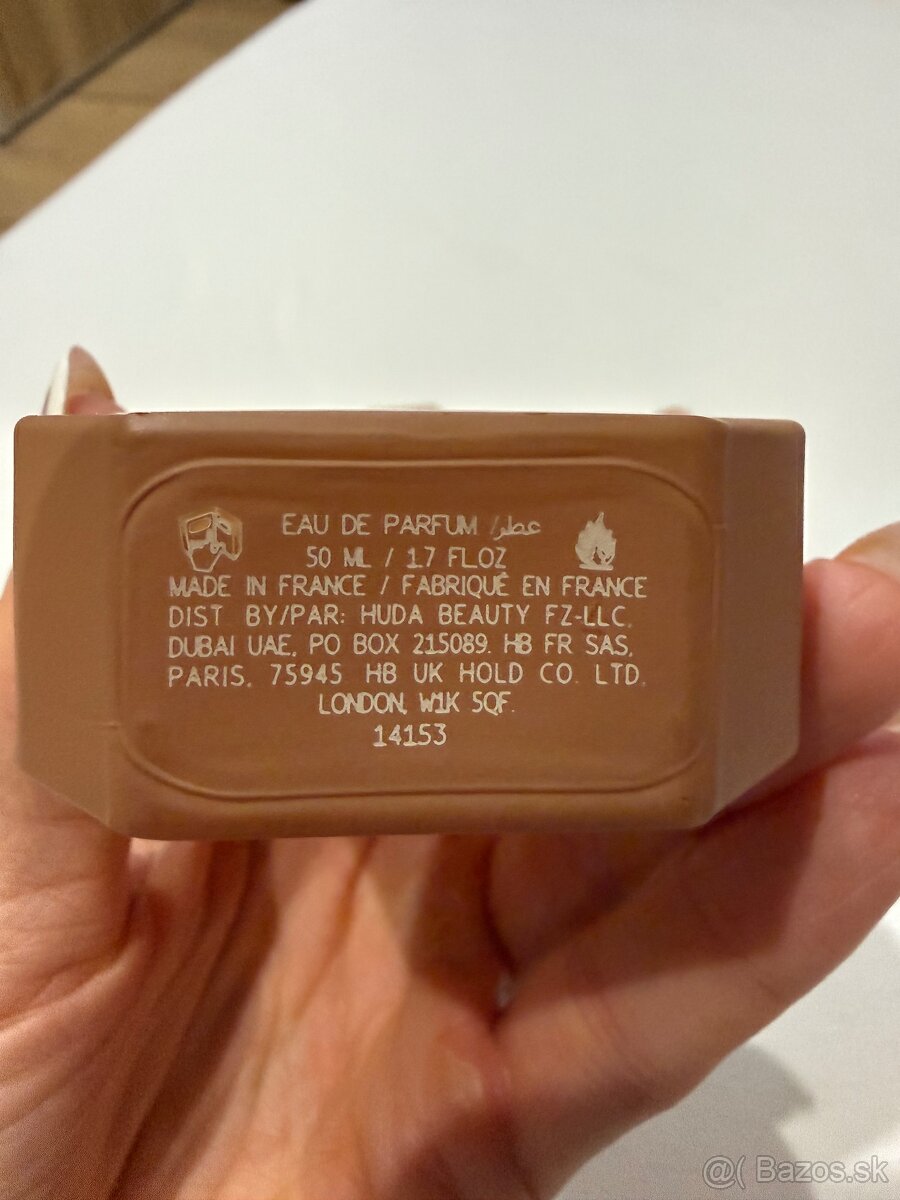 EAU DE PARFUM / عطر
50 ML / 1.7 FLOZ
MADE IN FRANCE / FABRIQUÉ EN FRANCE
DIST BY/PAR: HUDA BEAUTY FZ-LLC,
DUBAI UAE, PO BOX 215089. HB FR SAS,
PARIS, 75945 HB UK HOLD CO. LTD,
LONDON, W1K 5QF.
14153
@( Bazos.sk